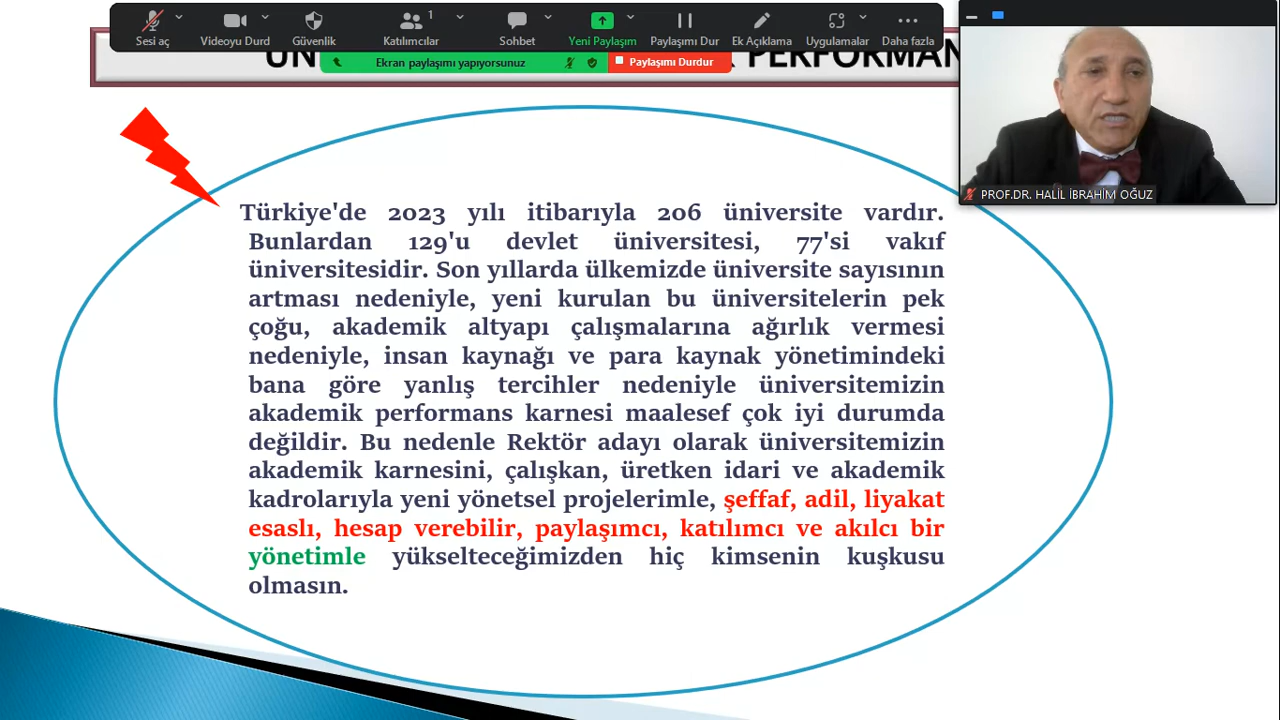 1
Sesi aç
Videoyu Durd
Güvenlik
Katılımcılar
Sohbet
Yeni Paylaşım
Paylaşımı Dur
Ek Açıklama
Uygulamalar
Daha fazla
PERFORMAN
Ekran paylaşımı yapıyorsunuz
Paylaşımı Durdur
PROF.DR. HALİL İBRAHİM OĞUZ
Türkiye'de 2023 yılı itibarıyla 206 üniversite vardır.
Bunlardan 129'u devlet üniversitesi, 77'si vakıf
üniversitesidir. Son yıllarda ülkemizde üniversite sayısının
artması nedeniyle, yeni kurulan bu üniversitelerin pek
çoğu, akademik altyapı çalışmalarına ağırlık vermesi
nedeniyle, insan kaynağı ve para kaynak yönetimindeki
bana göre yanlış tercihler nedeniyle üniversitemizin
akademik performans karnesi maalesef çok iyi durumda
değildir. Bu nedenle Rektör adayı olarak üniversitemizin
akademik karnesini, çalışkan, üretken idari ve akademik
kadrolarıyla yeni yönetsel projelerimle, şeffaf, adil, liyakat
esaslı, hesap verebilir, paylaşımcı, katılımcı ve akılcı bir
yönetimle yükselteceğimizden hiç kimsenin kuşkusu
olmasın.